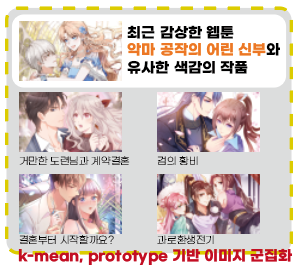 최근 감상한 웹툰
악마 공작의 어린 신부와
유사한 색감의 작품
거만한 도련님과 계약결혼
검의 황비
결혼부터 시작할까요?
과로환생전기
k-mean, prototype 기반 이미지 군집화